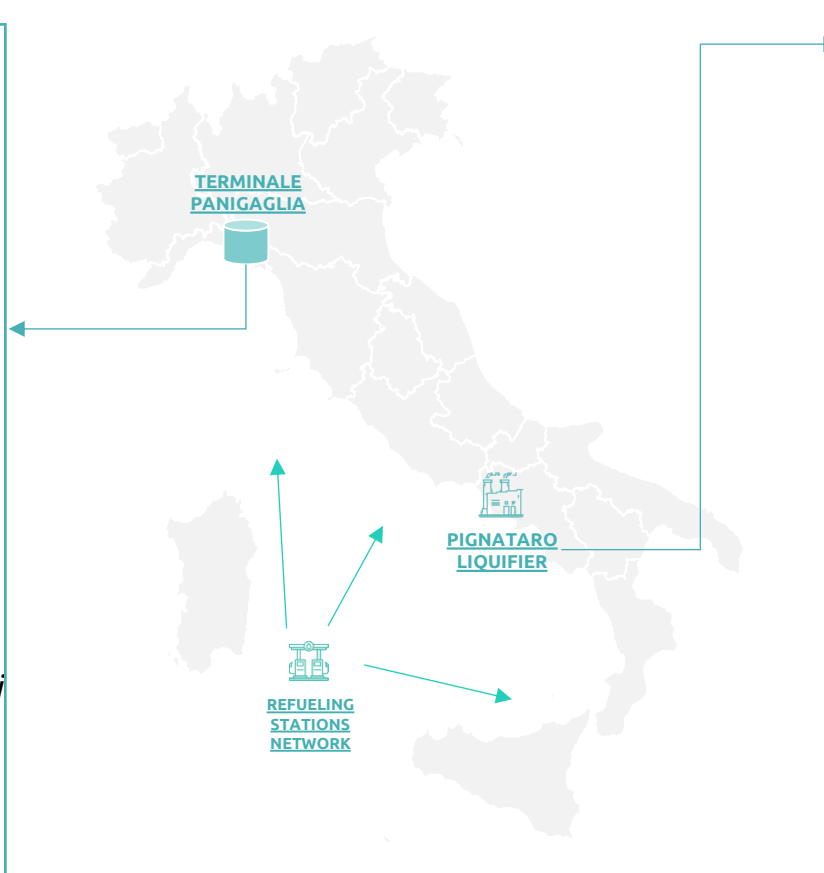 TERMINALE
PANIGAGLIA
PIGNATARO
LIQUIFIER
REFUELING
STATIONS
NETWORK
i